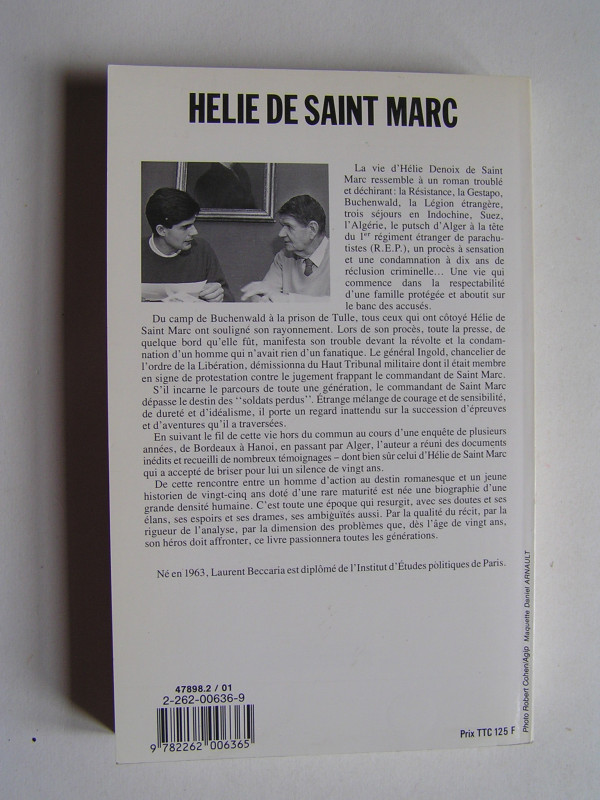 HELIE DE SAINT MARC
La vie d'Hélie Denoix de Saint
Marc ressemble à un roman troublé
et déchirant : la Résistance, la Gestapo,
Buchenwald, la Légion étrangère,
trois séjours en Indochine, Suez,
l'Algérie, le putsch d'Alger à la tête
du 1er régiment étranger de parachu-
tistes (R.E.P.), un procès à sensation
et une condamnation à dix ans de
réclusion criminelle... Une vie qui
commence dans la respectabilité
d'une famille protégée et aboutit sur
le banc des accusés.
Du camp de Buchenwald à la prison de Tulle, tous ceux qui ont côtoyé Hélie de
Saint Marc ont souligné son rayonnement. Lors de son procès, toute la presse, de
quelque bord qu'elle fût, manifesta son trouble devant la révolte et la condam-
nation d'un homme qui n'avait rien d'un fanatique. Le général Ingold, chancelier de
l'ordre de la Libération, démissionna du Haut Tribunal militaire dont il était membre
en signe de protestation contre le jugement frappant le commandant de Saint Marc.
S'il incarne le parcours de toute une génération, le commandant de Saint Marc
dépasse le destin des ''soldats perdus''. Étrange mélange de courage et de sensibilité,
de dureté et d'idéalisme, il porte un regard inattendu sur la succession d'épreuves
et d'aventures qu'il a traversées.
En suivant le fil de cette vie hors du commun au cours d'une enquête de plusieurs
années, de Bordeaux à Hanoi, en passant par Alger, l'auteur a réuni des documents
inédits et recueilli de nombreux témoignages – dont bien sûr celui d'Hélie de Saint Marc
qui a accepté de briser pour lui un silence de vingt ans.
De cette rencontre entre un homme d'action au destin romanesque et un jeune
historien de vingt-cinq ans doté d'une rare maturité est née une biographie d'une
grande densité humaine. C'est toute une époque qui resurgit, avec ses doutes et ses
élans, ses espoirs et ses drames, ses ambiguïtés aussi. Par la qualité du récit, par la
rigueur de l'analyse, par la dimension des problèmes que, dès l'âge de vingt ans,
son héros doit affronter, ce livre passionnera toutes les générations.
Né en 1963, Laurent Beccaria est diplômé de l'Institut d'Études politiques de Paris.
Photo Robert Cohen/Agip Maquette Daniel ARNAULT
47898.2 / 01
2-262-00636-9
9 782262 006365
Prix TTC 125 F